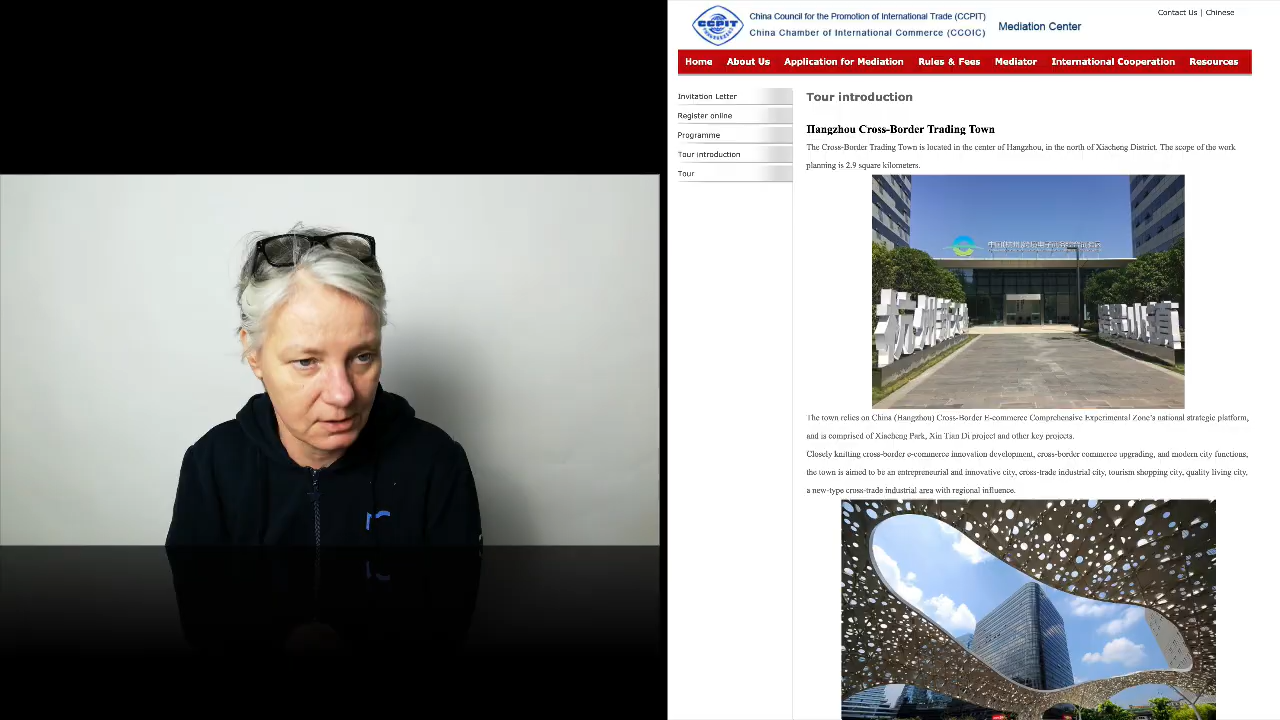 CCPIT
China Council for the Promotion of International Trade (CCPIT)
China Chamber of International Commerce (CCOIC)
Mediation Center
Contact Us | Chinese
Home About Us Application for Mediation Rules & Fees Mediator International Cooperation Resources
Invitation Letter
Register online
Programme
Tour introduction
Tour
Tour introduction
Hangzhou Cross-Border Trading Town
The Cross-Border Trading Town is located in the center of Hangzhou, in the north of Xiacheng District. The scope of the work
planning is 2.9 square kilometers.
杭州
小镇
The town relies on China (Hangzhou) Cross-Border E-commerce Comprehensive Experimental Zone's national strategic platform,
and is comprised of Xiacheng Park, Xin Tian Di project and other key projects.
Closely knitting cross-border e-commerce innovation development, cross-border commerce upgrading, and modern city functions,
the town is aimed to be an entrepreneurial and innovative city, cross-trade industrial city, tourism shopping city, quality living city,
a new-type cross-trade industrial area with regional influence.